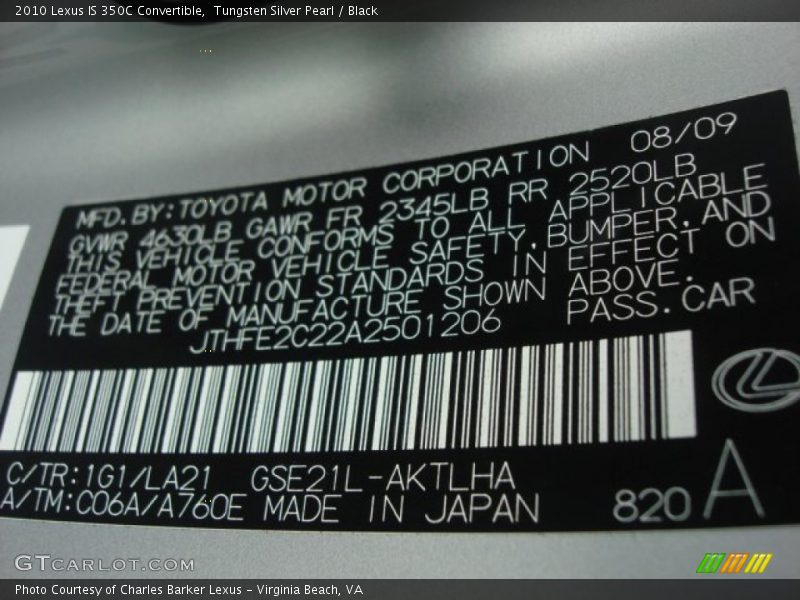 2010 Lexus IS 350C Convertible,  Tungsten Silver Pearl / Black
MFD. BY: TOYOTA MOTOR CORPORATION 08/09
GVWR 4630LB GAWR FR 2345LB RR 2520LB
THIS VEHICLE CONFORMS TO ALL APPLICABLE
FEDERAL MOTOR VEHICLE SAFETY, BUMPER, AND
THEFT PREVENTION STANDARDS IN EFFECT ON
THE DATE OF MANUFACTURE SHOWN ABOVE.
JTHFE2C22A2501206 PASS. CAR
C/TR: 1G1/LA21 GSE21L-AKTLHA
A/TM: C06A/A760E MADE IN JAPAN 820 A
GTCARLOT.COM
Photo Courtesy of Charles Barker Lexus - Virginia Beach, VA